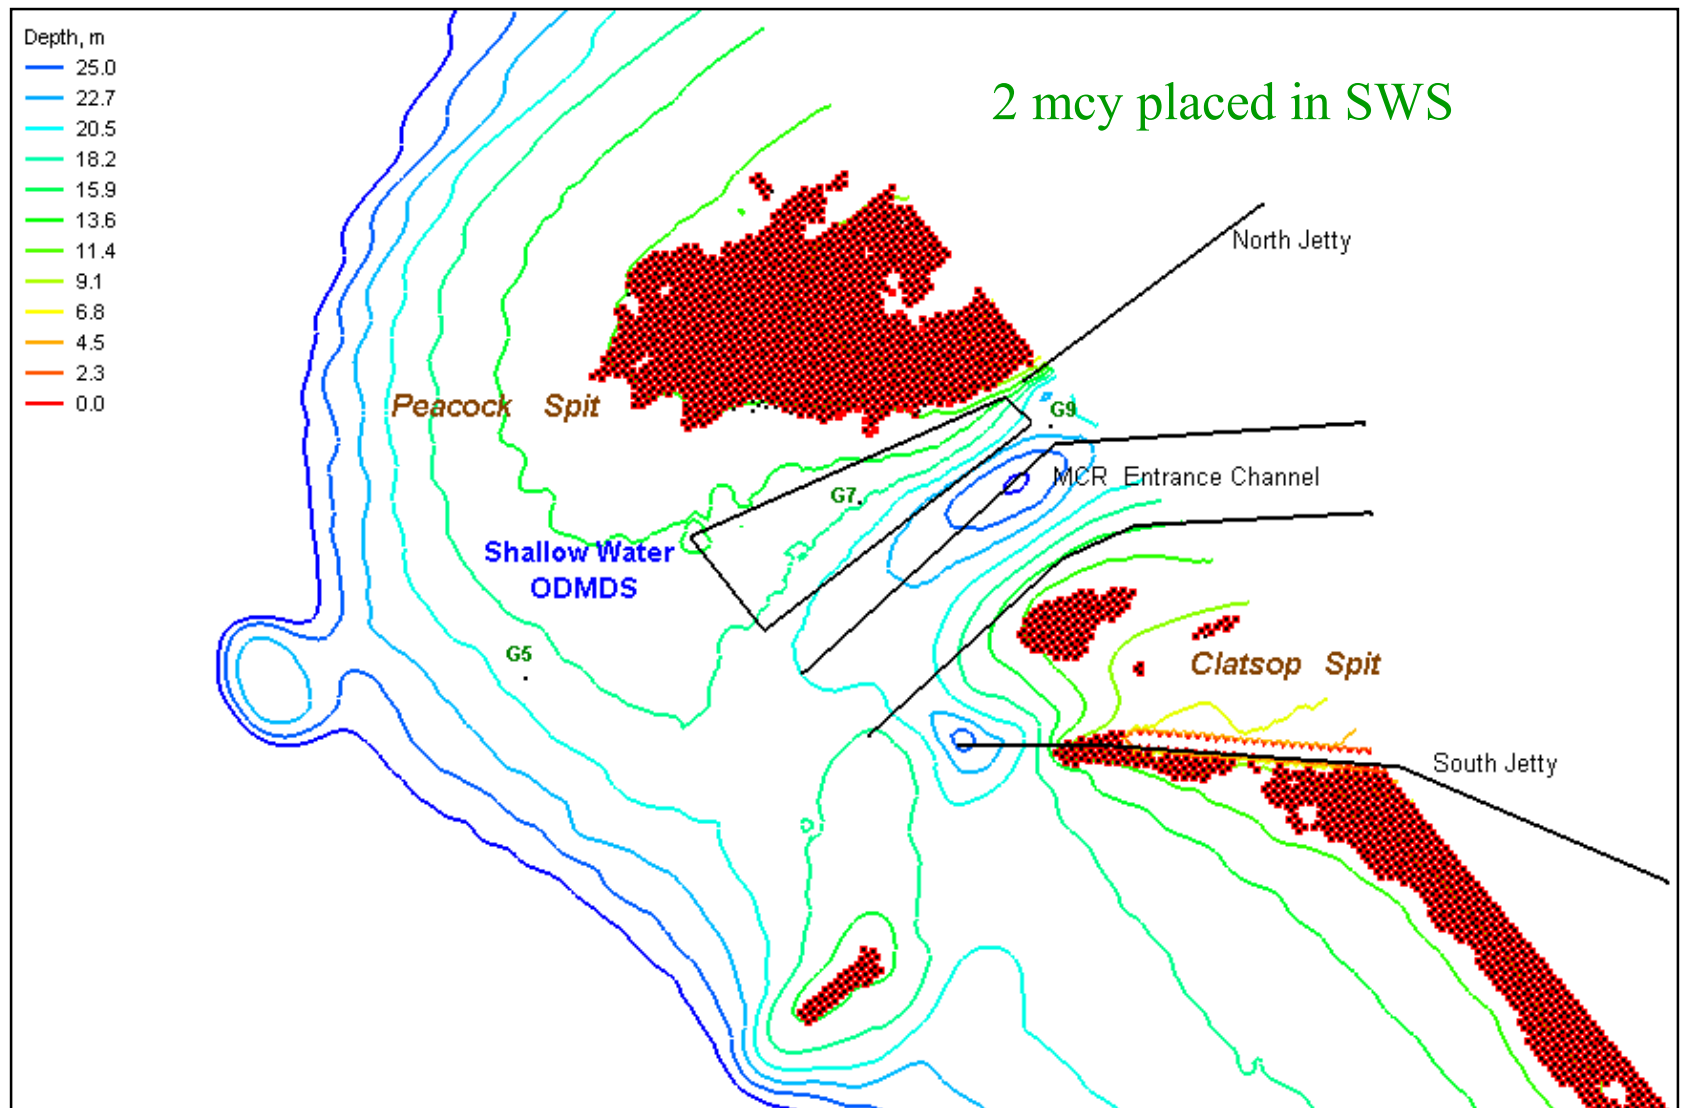 Depth, m
25.0
22.7
20.5
18.2
15.9
13.6
11.4
9.1
6.8
4.5
2.3
0.0
2 mcy placed in SWS
North Jetty
Peacock Spit
G9
MCR Entrance Channel
G7
Shallow Water
ODMDS
G5
Clatsop Spit
South Jetty